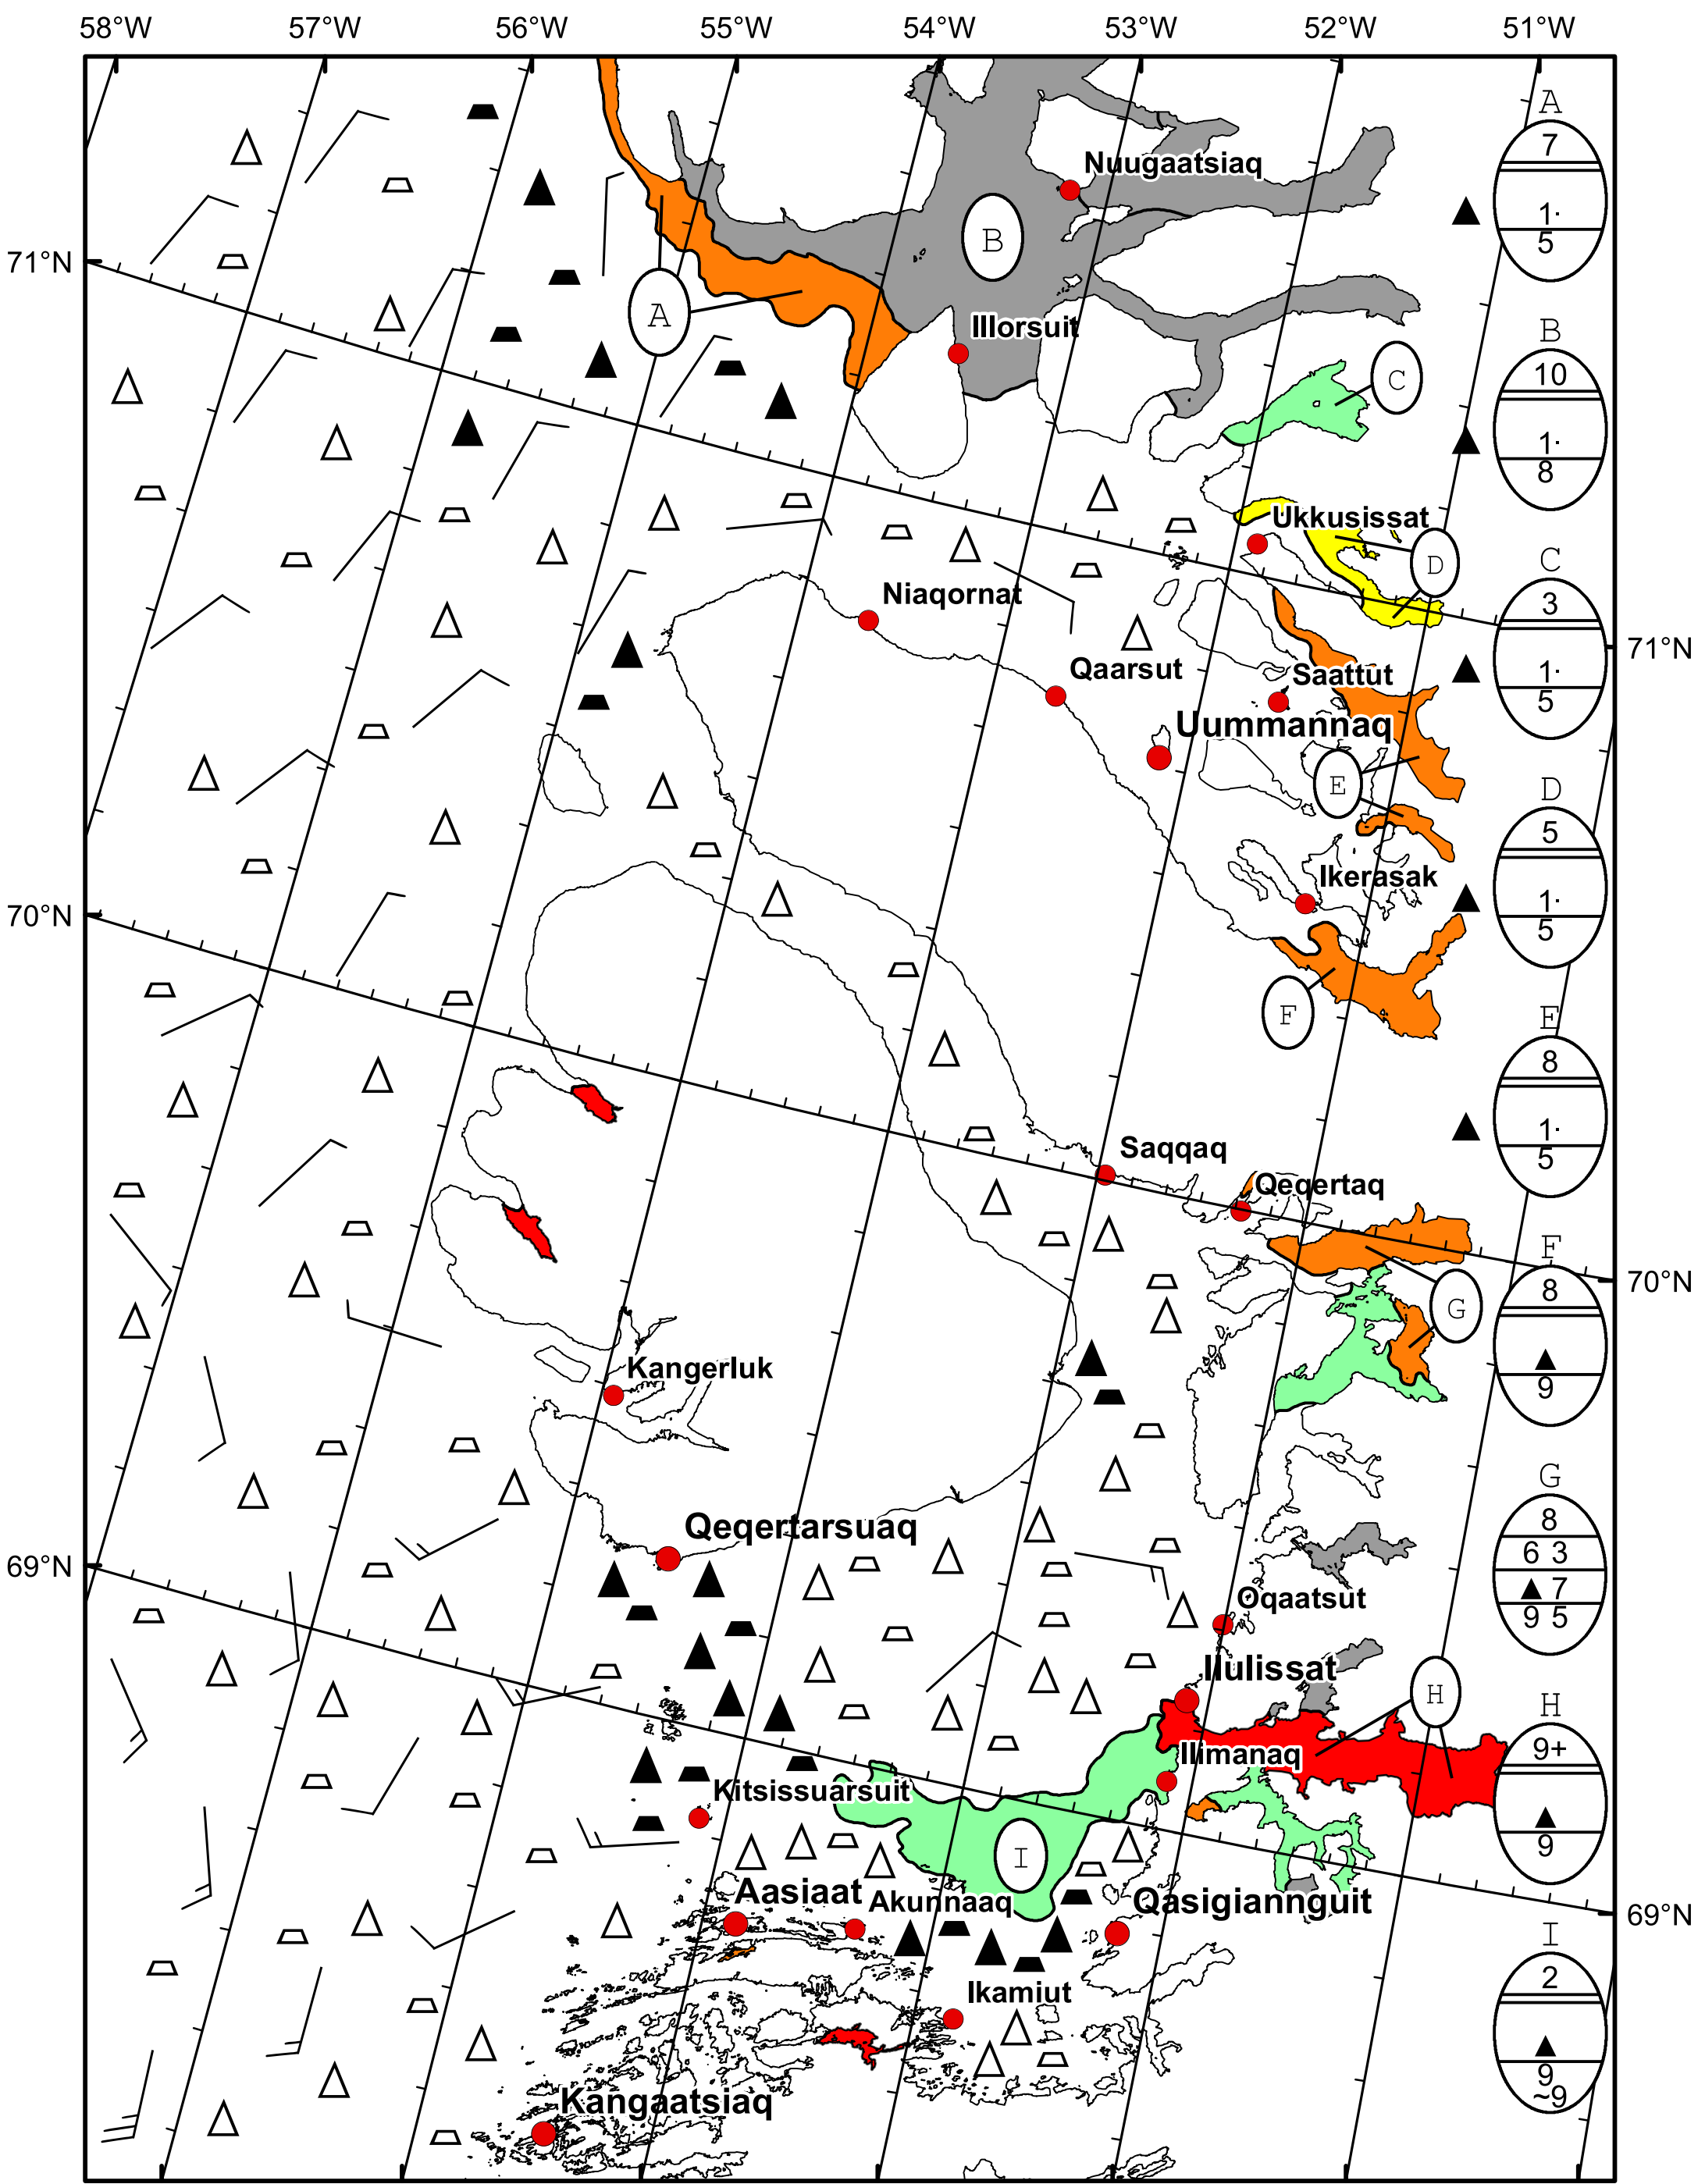 58°W 57°W 56°W 55°W 54°W 53°W 52°W 51°W
A
7
1·
5
Nuugaatsiaq
B
71°N
A
Illorsuit
B
10
1·
8
C
Ukkusissat
D
C
3
1·
5
Niaqornat
71°N
Qaarsut
Saattut
Uummannaq
E
D
5
1·
5
Ikerasak
70°N
F
E
8
1·
5
Saqqaq
Qeqertaq
F
8
9
70°N
G
Kangerluk
G
8
6 3
7
9 5
Qeqertarsuaq
69°N
Oqaatsut
Ilulissat
H
H
9+
9
Ilimanaq
Kitsissuarsuit
I
Aasiaat
Akunnaaq
Qasigiannguit
69°N
Ikamiut
I
2
9
~9
Kangaatsiaq